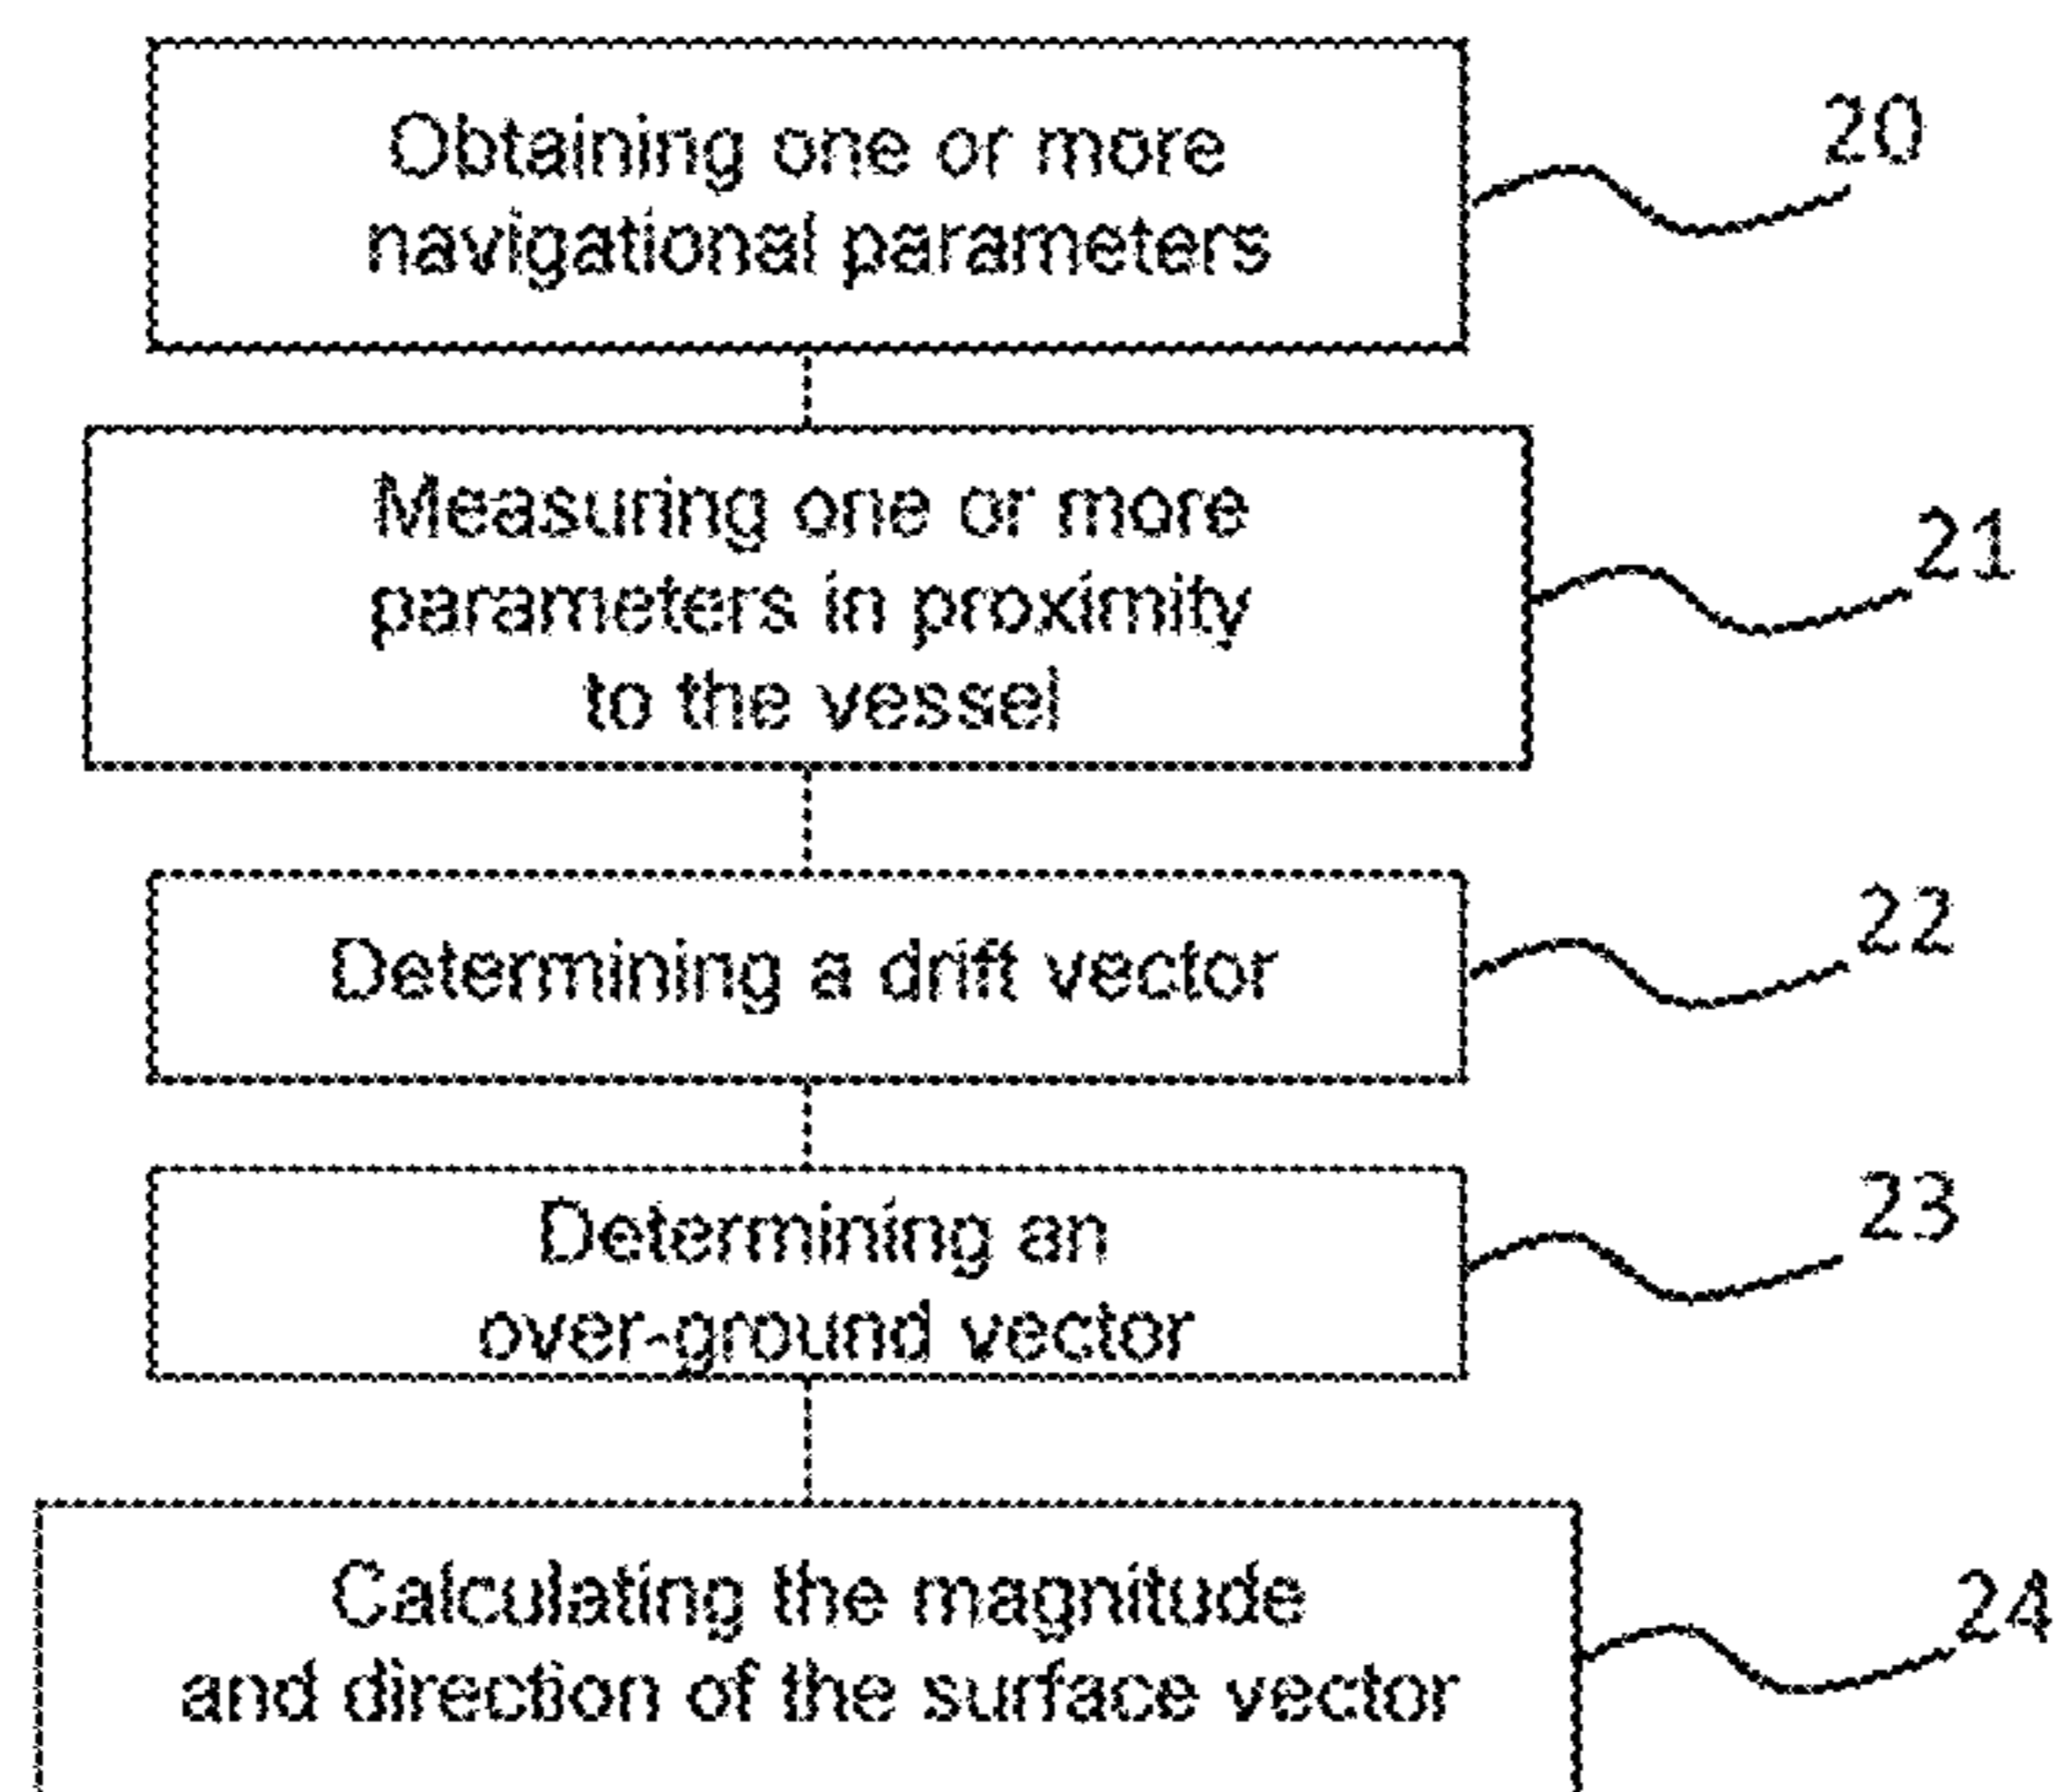 Obtaining one or more
navigational parameters
20
Measuring one or more
parameters in proximity
to the vessel
21
Determining a drift vector
22
Determining an
over-ground vector
23
Calculating the magnitude
and direction of the surface vector
24